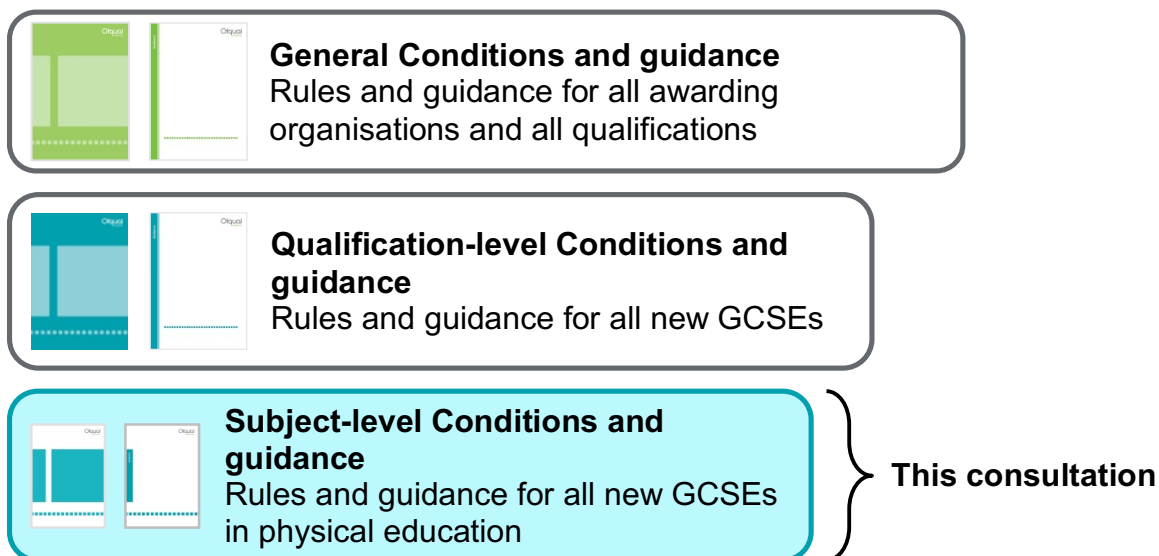 Ofqual
Ofqual
General Conditions and guidance
Rules and guidance for all awarding
organisations and all qualifications
Ofqual
Ofqual
Qualification-level Conditions and
guidance
Rules and guidance for all new GCSEs
Ofqual
Ofqual
Subject-level Conditions and
guidance
Rules and guidance for all new GCSEs
in physical education
This consultation